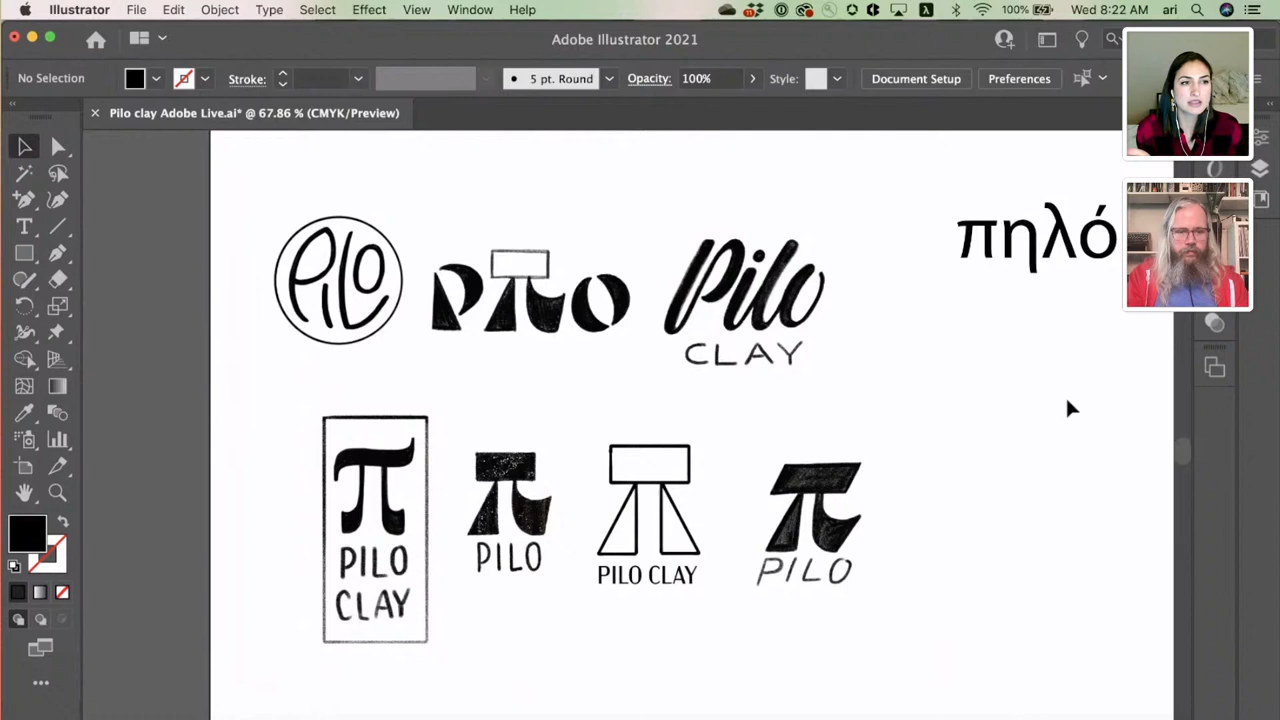 Illustrator File Edit Object Type Select Effect View Window Help 11 100% Wed 8:22 AM ari
Adobe Illustrator 2021
No Selection Stroke: 5 pt. Round Opacity: 100% Style: Document Setup Preferences
× Pilo clay Adobe Live.ai* @ 67.86 % (CMYK/Preview)
πηλό
PILO
PπlO
Pilo
CLAY
π
PILO
CLAY
π
PILO
PILO CLAY
π
PILO